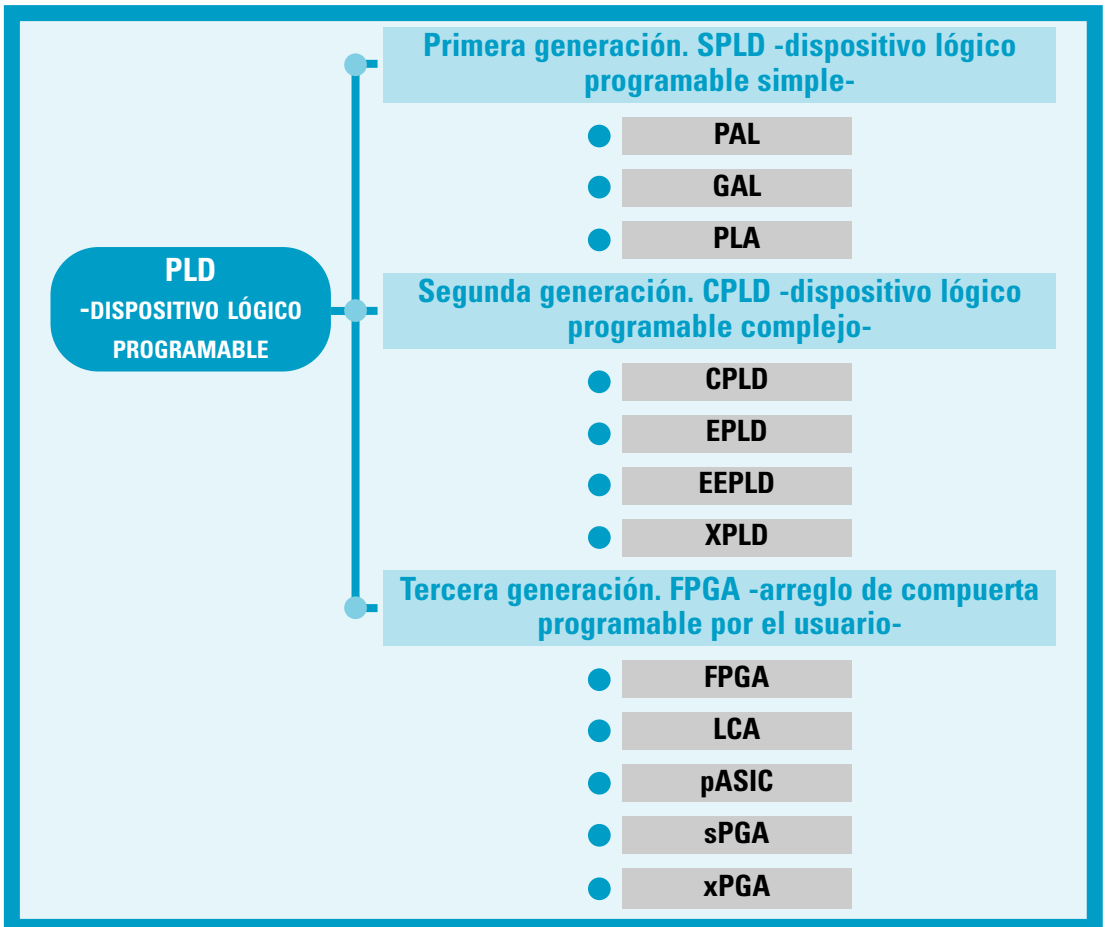 Primera generación. SPLD -dispositivo lógico
programable simple-
PAL
GAL
PLA
PLD
-DISPOSITIVO LÓGICO
PROGRAMABLE
Segunda generación. CPLD -dispositivo lógico
programable complejo-
CPLD
EPLD
EEPLD
XPLD
Tercera generación. FPGA -arreglo de compuerta
programable por el usuario-
FPGA
LCA
pASIC
sPGA
xPGA